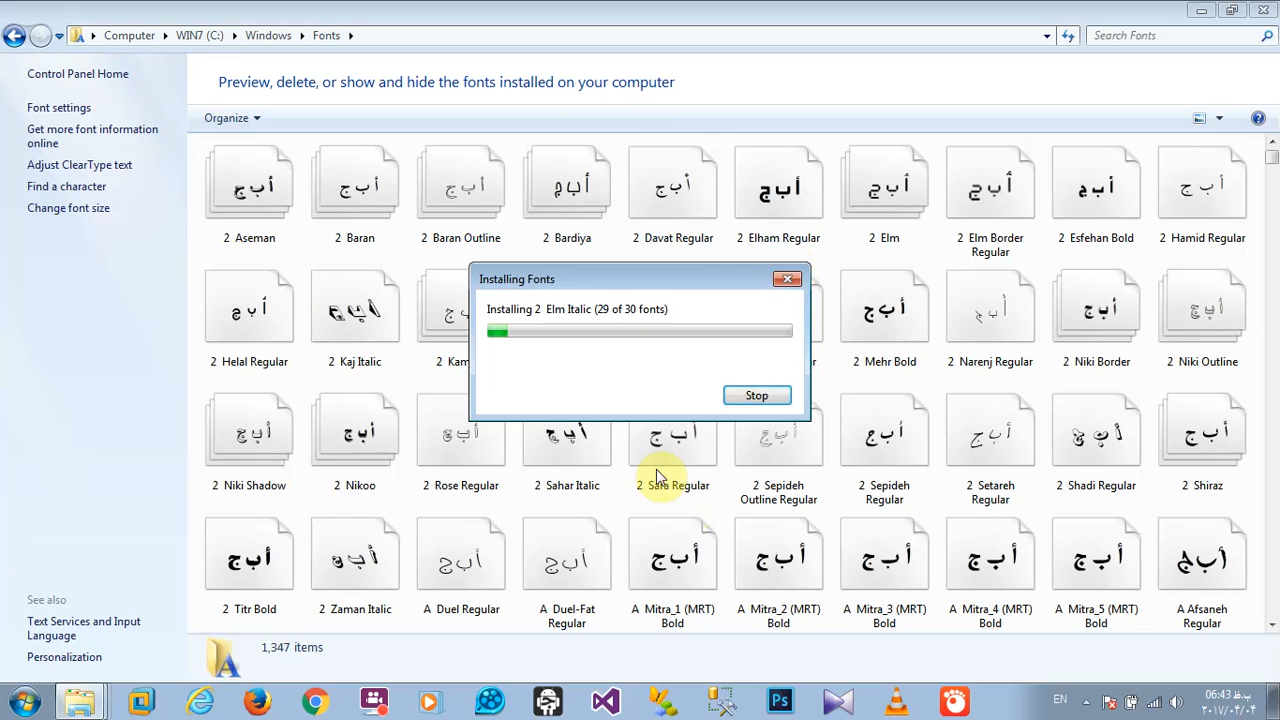 Computer
WIN7 (C:)
Windows
Fonts
Search Fonts
Control Panel Home
Font settings
Get more font information
online
Adjust ClearType text
Find a character
Change font size
Preview, delete, or show and hide the fonts installed on your computer
Organize
أ ب ج
أ ب ج
أ ب ج
أ ب ج
أ ب ج
أ ب ج
أ ب ج
أ ب ج
أ ب ج
أ ب ج
2 Aseman
2 Baran
2 Baran Outline
2 Bardiya
2 Davat Regular
2 Elham Regular
2 Elm
2 Elm Border
Regular
2 Esfehan Bold
2 Hamid Regular
Installing Fonts
Installing 2 Elm Italic (29 of 30 fonts)
Stop
أ ب ج
أ ب ج
أ ب ج
أ ب ج
أ ب ج
أ ب ج
2 Helal Regular
2 Kaj Italic
2 Kam
2 Mehr Bold
2 Narenj Regular
2 Niki Border
2 Niki Outline
أ ب ج
أ ب ج
أ ب ج
أ ب ج
أ ب ج
أ ب ج
أ ب ج
أ ب ج
أ ب ج
أ ب ج
2 Niki Shadow
2 Nikoo
2 Rose Regular
2 Sahar Italic
2 Sara Regular
2 Sepideh
Outline Regular
2 Sepideh
Regular
2 Setareh
Regular
2 Shadi Regular
2 Shiraz
أ ب ج
أ ب ج
أ ب ج
أ ب ج
أ ب ج
أ ب ج
أ ب ج
أ ب ج
أ ب ج
أ ب ج
2 Titr Bold
2 Zaman Italic
A Duel Regular
A Duel-Fat
Regular
A Mitra_1 (MRT)
Bold
A Mitra_2 (MRT)
Bold
A Mitra_3 (MRT)
Bold
A Mitra_4 (MRT)
Bold
A Mitra_5 (MRT)
Bold
A Afsaneh
Regular
See also
Text Services and Input
Language
Personalization
1,347 items
Ps
EN
06:43 ب.ظ
۲۰۱۷/۰۴/۰۴